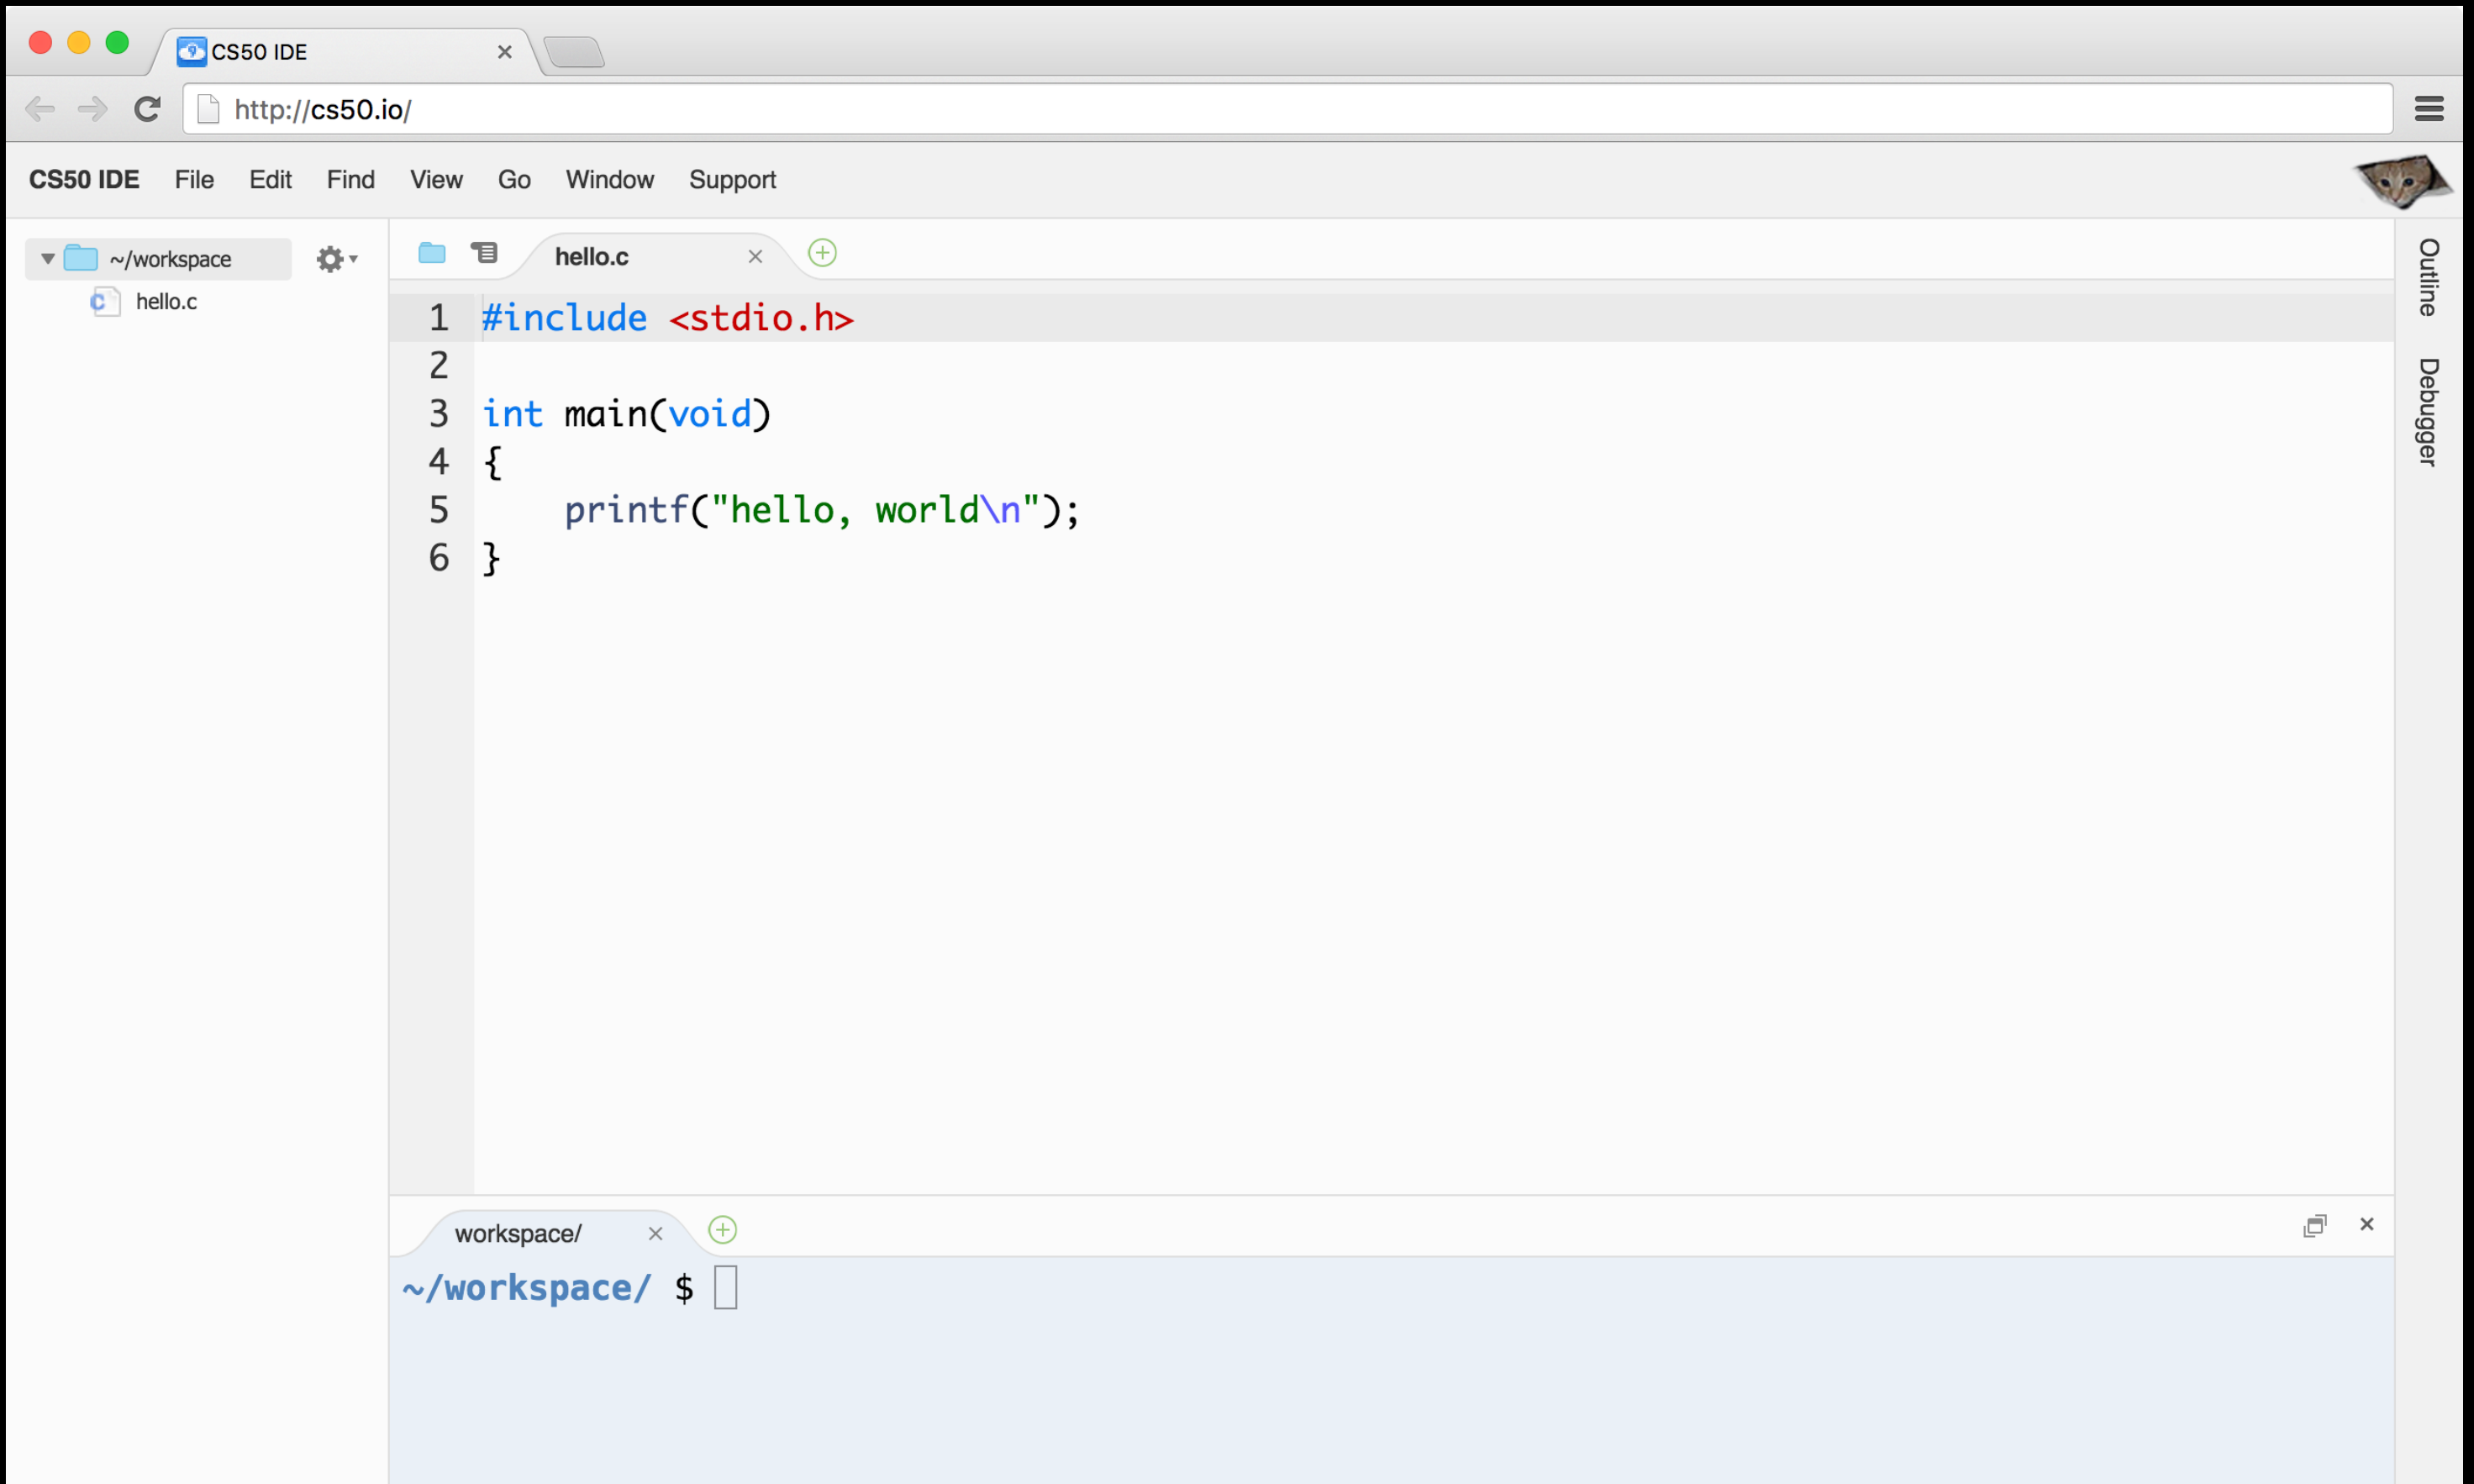 CS50 IDE
http://cs50.io/
CS50 IDE File Edit Find View Go Window Support
~/workspace
hello.c
hello.c
1 #include <stdio.h>
2
3 int main(void)
4 {
5     printf("hello, world\n");
6 }
Outline
Debugger
workspace/
~/workspace/ $